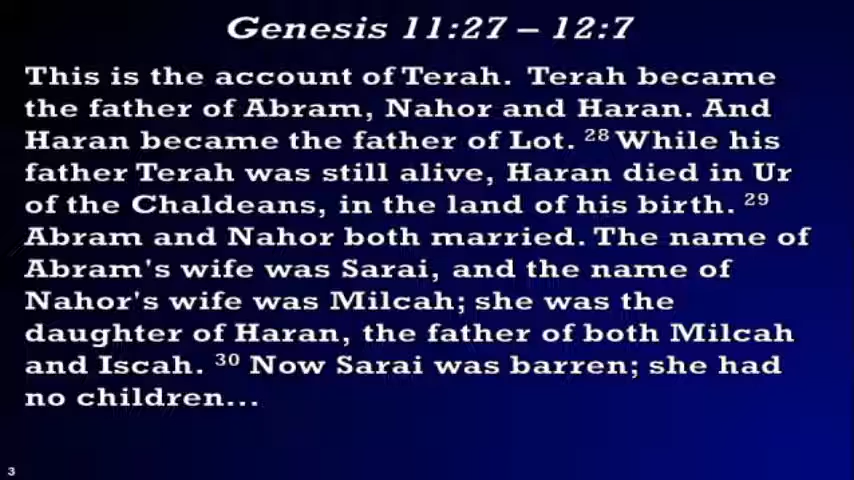 Genesis 11:27 – 12:7
This is the account of Terah. Terah became
the father of Abram, Nahor and Haran. And
Haran became the father of Lot. 28 While his
father Terah was still alive, Haran died in Ur
of the Chaldeans, in the land of his birth. 29
Abram and Nahor both married. The name of
Abram's wife was Sarai, and the name of
Nahor's wife was Milcah; she was the
daughter of Haran, the father of both Milcah
and Iscah. 30 Now Sarai was barren; she had
no children...
3